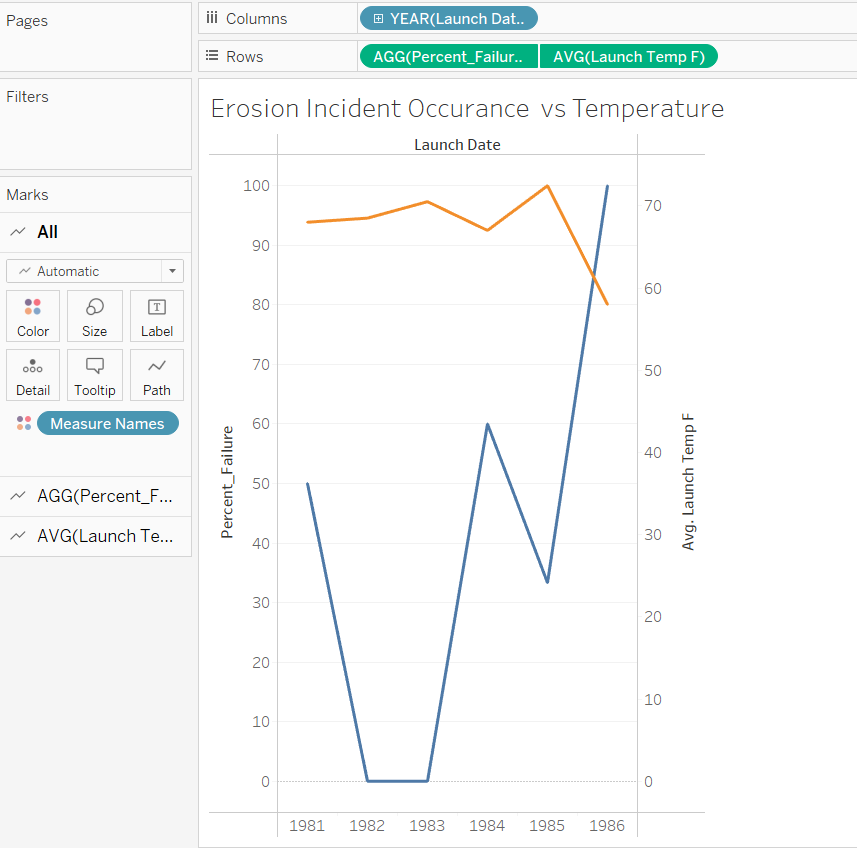 Pages
Columns
YEAR(Launch Dat..
Rows
AGG(Percent_Failur..
AVG(Launch Temp F)
Filters
Marks
All
Automatic
Color
Size
T
Label
Detail
Tooltip
Path
Measure Names
AGG(Percent_F...
AVG(Launch Te...
Erosion Incident Occurance vs Temperature
Launch Date
Percent_Failure
100
90
80
70
60
50
40
30
20
10
0
70
60
50
40
30
20
10
0
Avg. Launch Temp F
1981 1982 1983 1984 1985 1986